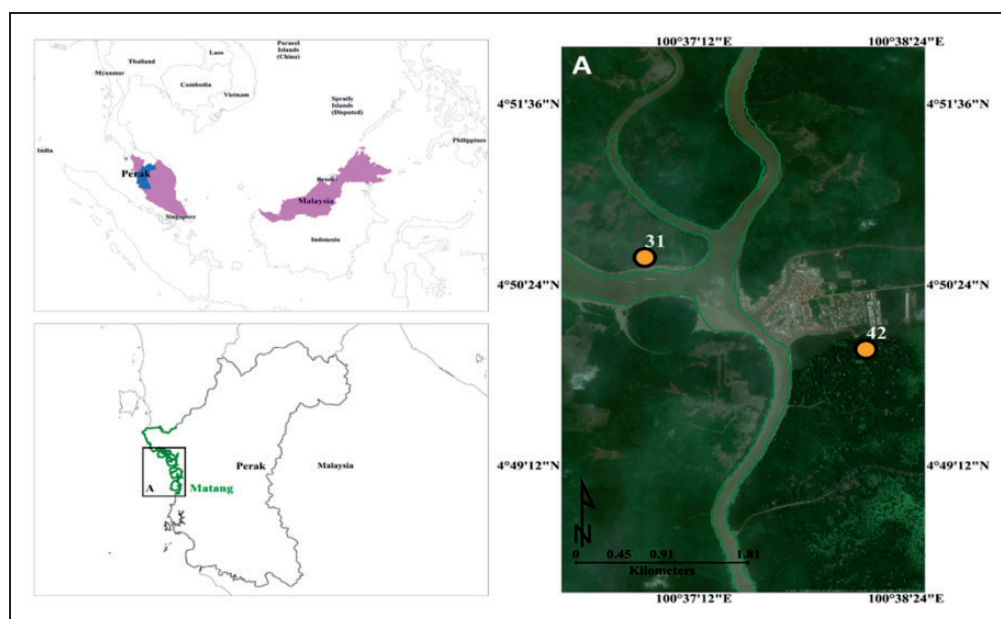 Paracel
Islands
(China)
Laos
Thailand
Myanmar
Cambodia
Vietnam
Spratly
Islands
(Disputed)
Philippines
India
Perak
Brunei
Malaysia
Singapore
Indonesia
A
Perak
Malaysia
Matang
100°37'12"E
100°38'24"E
A
4°51'36"N
4°51'36"N
31
4°50'24"N
4°50'24"N
42
4°49'12"N
4°49'12"N
N
0 0.45 0.91 1.81
Kilometers
100°37'12"E
100°38'24"E